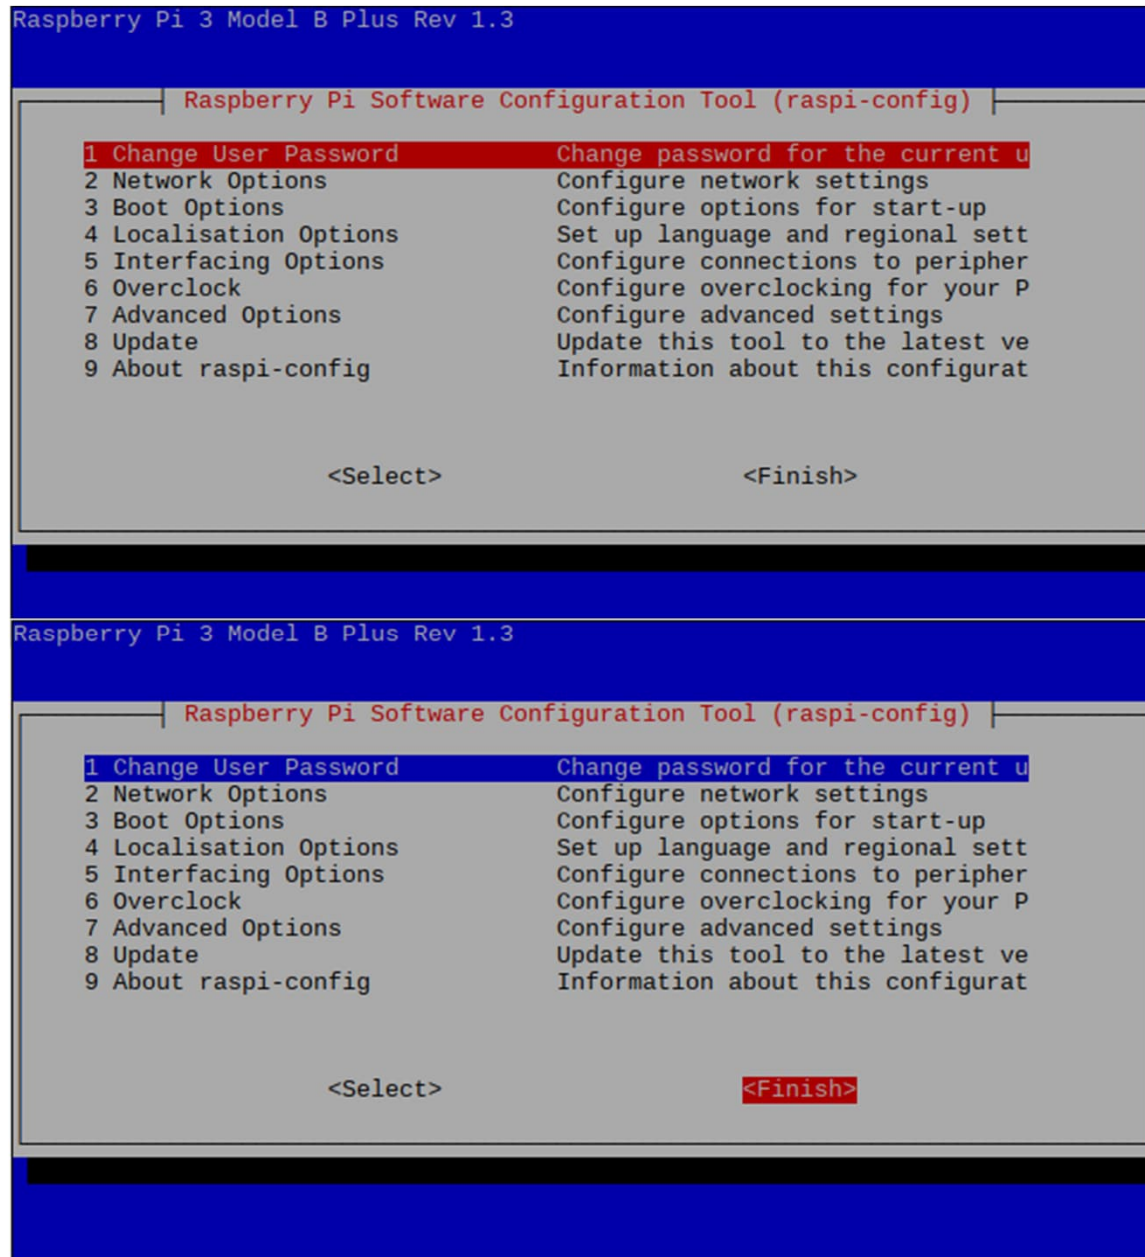 Raspberry Pi 3 Model B Plus Rev 1.3
Raspberry Pi Software Configuration Tool (raspi-config)
1 Change User Password Change password for the current u
2 Network Options Configure network settings
3 Boot Options Configure options for start-up
4 Localisation Options Set up language and regional sett
5 Interfacing Options Configure connections to peripher
6 Overclock Configure overclocking for your P
7 Advanced Options Configure advanced settings
8 Update Update this tool to the latest ve
9 About raspi-config Information about this configurat
<Select> <Finish>
Raspberry Pi 3 Model B Plus Rev 1.3
Raspberry Pi Software Configuration Tool (raspi-config)
1 Change User Password Change password for the current u
2 Network Options Configure network settings
3 Boot Options Configure options for start-up
4 Localisation Options Set up language and regional sett
5 Interfacing Options Configure connections to peripher
6 Overclock Configure overclocking for your P
7 Advanced Options Configure advanced settings
8 Update Update this tool to the latest ve
9 About raspi-config Information about this configurat
<Select> <Finish>